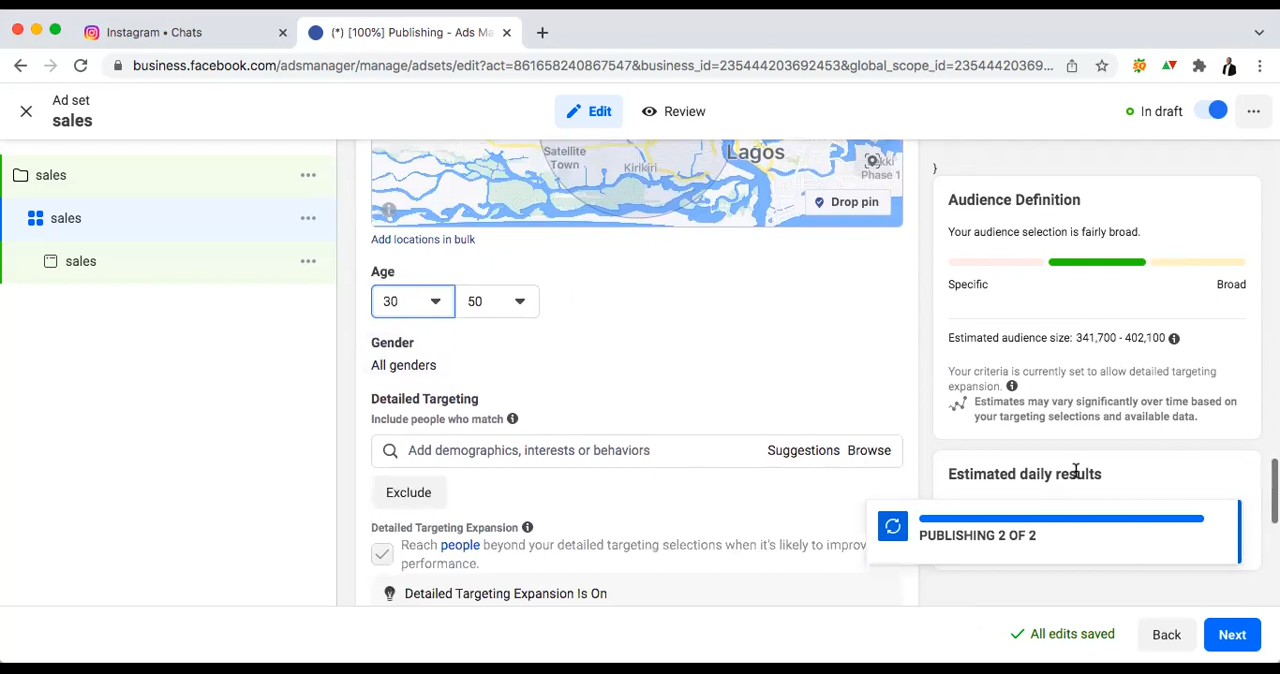 Instagram • Chats
(*) [100%] Publishing - Ads Ma
business.facebook.com/adsmanager/manage/adsets/edit?act=861658240867547&business_id=235444203692453&global_scope_id=23544420369...
Ad set
sales
Edit
Review
In draft
sales
sales
sales
Satellite
Town
Kirikiri
Lagos
Lekki
Phase 1
Drop pin
Add locations in bulk
Age
30
50
Gender
All genders
Detailed Targeting
Include people who match
Add demographics, interests or behaviors
Suggestions
Browse
Exclude
Detailed Targeting Expansion
Reach people beyond your detailed targeting selections when it's likely to improv
performance.
Detailed Targeting Expansion Is On
}
Audience Definition
Your audience selection is fairly broad.
Specific
Broad
Estimated audience size: 341,700 - 402,100
Your criteria is currently set to allow detailed targeting
expansion.
Estimates may vary significantly over time based on
your targeting selections and available data.
Estimated daily results
PUBLISHING 2 OF 2
All edits saved
Back
Next